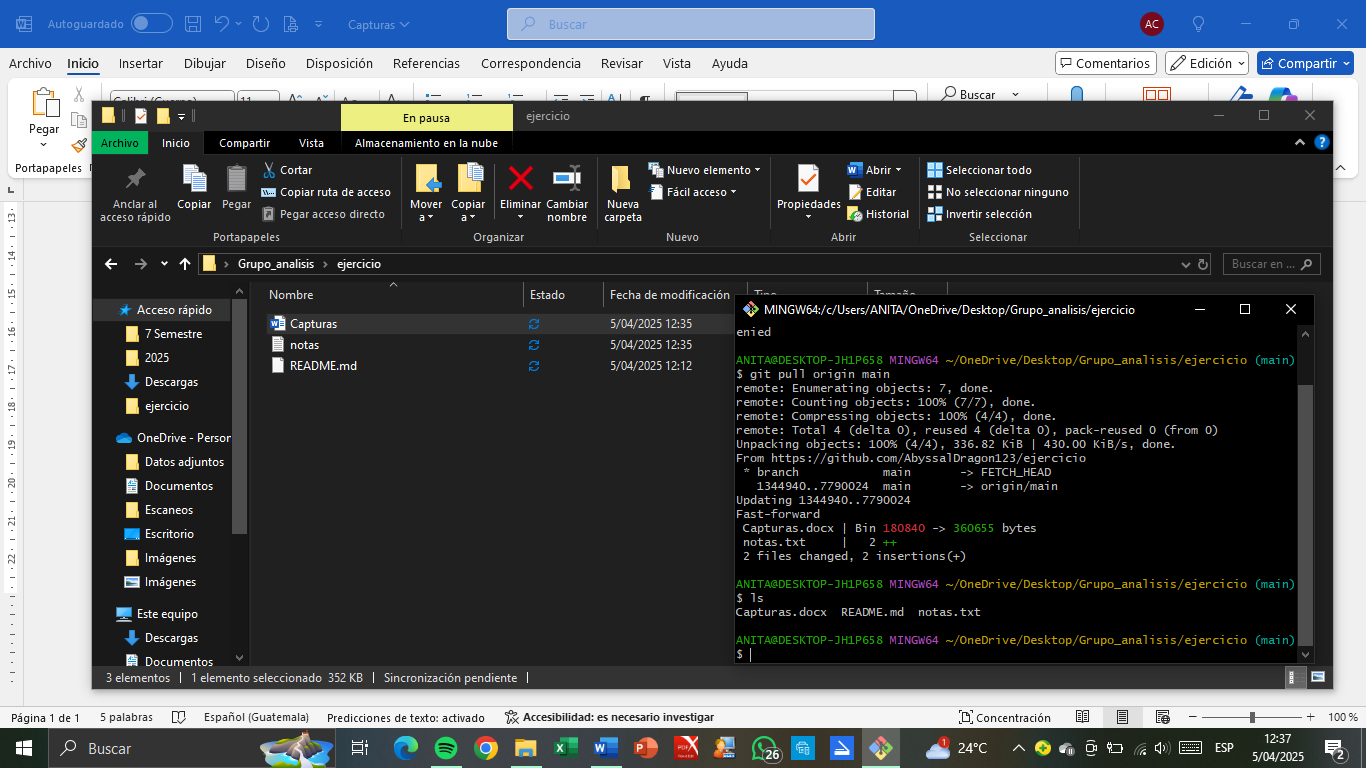 Autoguardado
Capturas
Buscar
AC
Archivo Inicio Insertar Dibujar Diseño Disposición Referencias Correspondencia Revisar Vista Ayuda
Comentarios Edición Compartir
Pegar
Portapapeles
Calibri (Cuerpo) 11
Buscar
En pausa
ejercicio
Archivo Inicio Compartir Vista Almacenamiento en la nube
Anclar al acceso rápido
Copiar
Pegar
Cortar
Copiar ruta de acceso
Pegar acceso directo
Portapapeles
Mover a
Copiar a
Eliminar
Cambiar nombre
Organizar
Nueva carpeta
Nuevo elemento
Fácil acceso
Nuevo
Propiedades
Abrir
Editar
Historial
Abrir
Seleccionar todo
No seleccionar ninguno
Invertir selección
Seleccionar
Grupo_analisis ejercicio
Buscar en ...
Nombre Estado Fecha de modificación Tipo Tamaño
Capturas 5/04/2025 12:35
notas 5/04/2025 12:35
README.md 5/04/2025 12:12
Acceso rápido
7 Semestre
2025
Descargas
ejercicio
OneDrive - Person
Datos adjuntos
Documentos
Escaneos
Escritorio
Imágenes
Imágenes
Este equipo
Descargas
Documentos
3 elementos 1 elemento seleccionado 352 KB Sincronización pendiente
MINGW64:/c/Users/ANITA/OneDrive/Desktop/Grupo_analisis/ejercicio
enied
ANITA@DESKTOP-JH1P658 MINGW64 ~/OneDrive/Desktop/Grupo_analisis/ejercicio (main)
$ git pull origin main
remote: Enumerating objects: 7, done.
remote: Counting objects: 100% (7/7), done.
remote: Compressing objects: 100% (4/4), done.
remote: Total 4 (delta 0), reused 4 (delta 0), pack-reused 0 (from 0)
Unpacking objects: 100% (4/4), 336.82 KiB | 430.00 KiB/s, done.
From https://github.com/AbyssalDragon123/ejercicio
* branch main -> FETCH_HEAD
1344940..7790024 main -> origin/main
Updating 1344940..7790024
Fast-forward
Capturas.docx | Bin 180840 -> 360655 bytes
notas.txt | 2 ++
2 files changed, 2 insertions(+)
ANITA@DESKTOP-JH1P658 MINGW64 ~/OneDrive/Desktop/Grupo_analisis/ejercicio (main)
$ ls
Capturas.docx README.md notas.txt
ANITA@DESKTOP-JH1P658 MINGW64 ~/OneDrive/Desktop/Grupo_analisis/ejercicio (main)
$
Página 1 de 1 5 palabras Español (Guatemala) Predicciones de texto: activado Accesibilidad: es necesario investigar Concentración 100 %
Buscar
26
1
24°C
ESP
12:37
5/04/2025
2